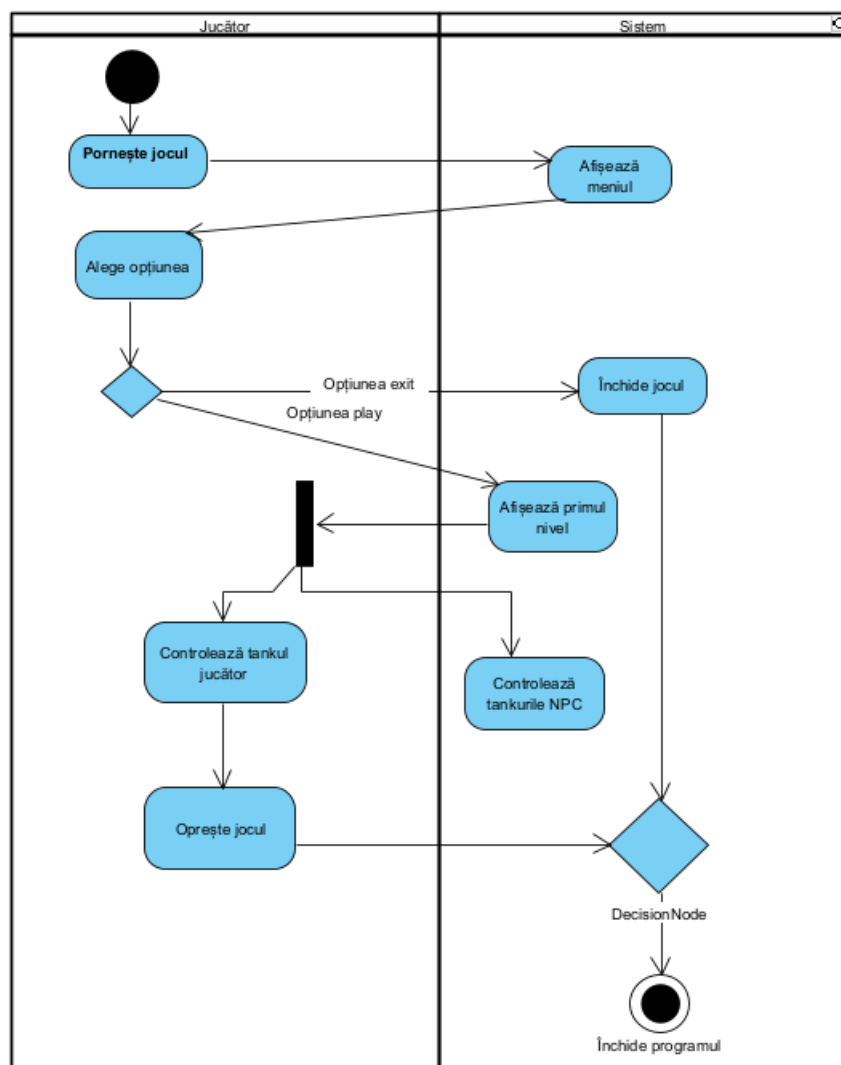 Jucător
Sistem
Pornește jocul
Afișează
meniul
Alege opțiunea
Opțiunea exit
Închide jocul
Opțiunea play
Afișează primul
nivel
Controlează tankul
jucător
Controlează
tankurile NPC
Oprește jocul
DecisionNode
Închide programul